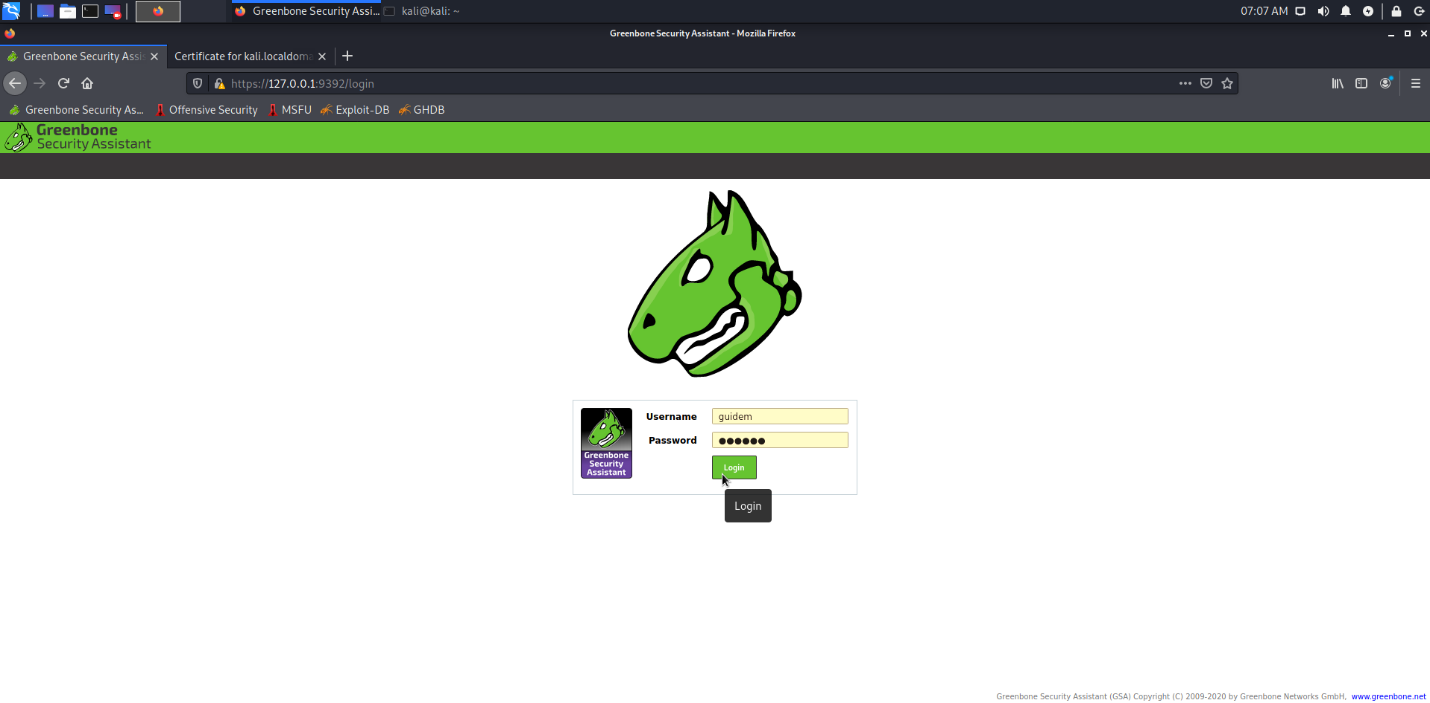 Greenbone Security Assi...
kali@kali: ~
07:07 AM
Greenbone Security Assistant - Mozilla Firefox
Greenbone Security Assis
Certificate for kali.localdoma
https://127.0.0.1:9392/login
Greenbone Security As...
Offensive Security
MSFU
Exploit-DB
GHDB
Greenbone
Security Assistant
Username
guidem
Password
●●●●●●
Greenbone
Security
Assistant
Login
Login
Greenbone Security Assistant (GSA) Copyright (C) 2009-2020 by Greenbone Networks GmbH, www.greenbone.net